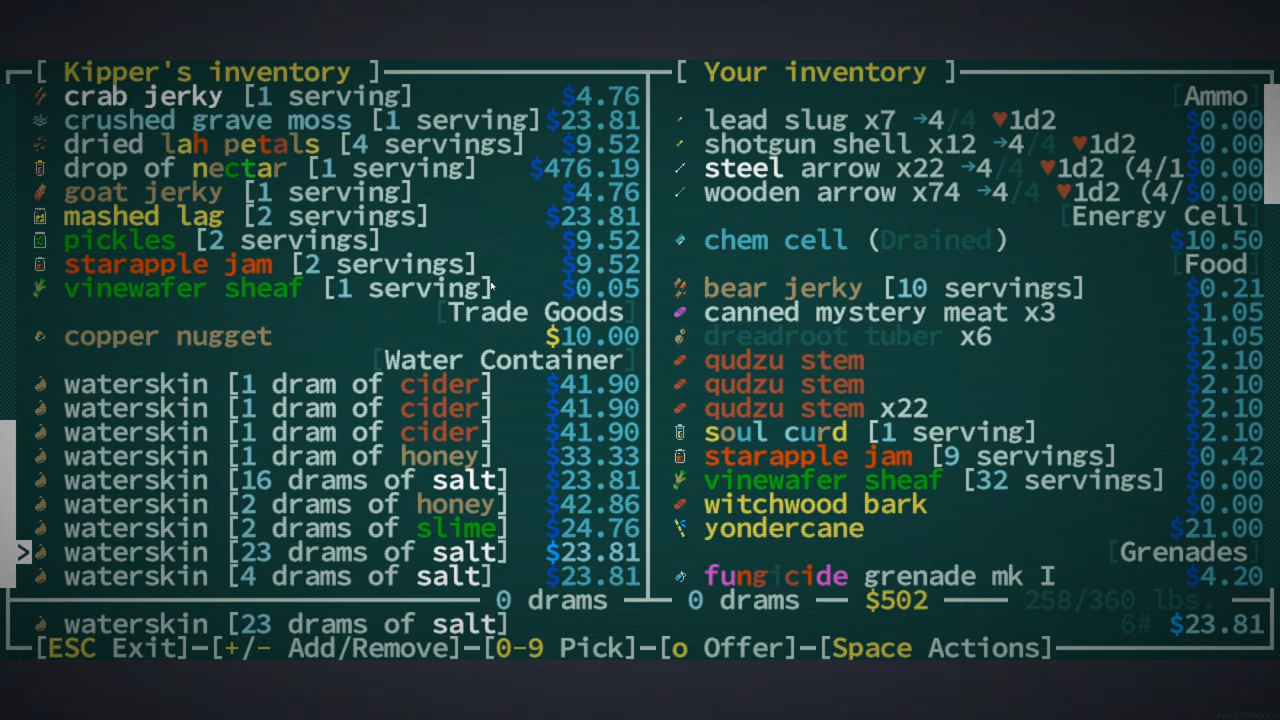 [ Kipper's inventory ]
crab jerky [1 serving] $4.76
crushed grave moss [1 serving] $23.81
dried lah petals [4 servings] $9.52
drop of nectar [1 serving] $476.19
goat jerky [1 serving] $4.76
mashed lag [2 servings] $23.81
pickles [2 servings] $9.52
starapple jam [2 servings] $9.52
vinewafer sheaf [1 serving] $0.05
[Trade Goods]
copper nugget $10.00
[Water Container]
waterskin [1 dram of cider] $41.90
waterskin [1 dram of cider] $41.90
waterskin [1 dram of cider] $41.90
waterskin [1 dram of honey] $33.33
waterskin [16 drams of salt] $23.81
waterskin [2 drams of honey] $42.86
waterskin [2 drams of slime] $24.76
> waterskin [23 drams of salt] $23.81
waterskin [4 drams of salt] $23.81
0 drams
[ Your inventory ]
[Ammo]
lead slug x7 →4/4 ♥1d2 $0.00
shotgun shell x12 →4/4 ♥1d2 $0.00
steel arrow x22 →4/4 ♥1d2 (4/1 $0.00
wooden arrow x74 →4/4 ♥1d2 (4/ $0.00
[Energy Cell]
chem cell (Drained) $10.50
[Food]
bear jerky [10 servings] $0.21
canned mystery meat x3 $1.05
dreadroot tuber x6 $1.05
qudzu stem $2.10
qudzu stem $2.10
qudzu stem x22 $2.10
soul curd [1 serving] $2.10
starapple jam [9 servings] $0.42
vinewafer sheaf [32 servings] $0.00
witchwood bark $0.00
yondercane $21.00
[Grenades]
fungicide grenade mk I $4.20
0 drams $502 258/360 lbs.
waterskin [23 drams of salt] 6# $23.81
[ESC Exit]-[+/- Add/Remove]-[0-9 Pick]-[o Offer]-[Space Actions]